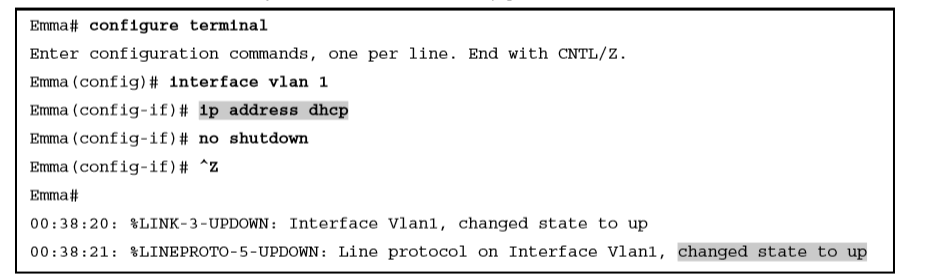 Emma# configure terminal
Enter configuration commands, one per line. End with CNTL/Z.
Emma(config)# interface vlan 1
Emma(config-if)# ip address dhcp
Emma(config-if)# no shutdown
Emma(config-if)# ^Z
Emma#
00:38:20: %LINK-3-UPDOWN: Interface Vlan1, changed state to up
00:38:21: %LINEPROTO-5-UPDOWN: Line protocol on Interface Vlan1, changed state to up